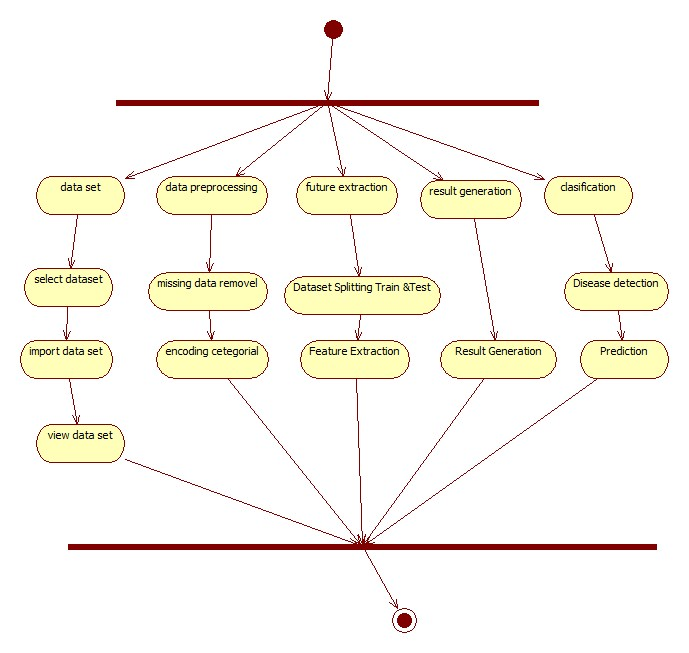 data set
data preprocessing
future extraction
result generation
clasification
select dataset
missing data removel
Dataset Splitting Train &Test
Disease detection
import data set
encoding cetegorial
Feature Extraction
Result Generation
Prediction
view data set